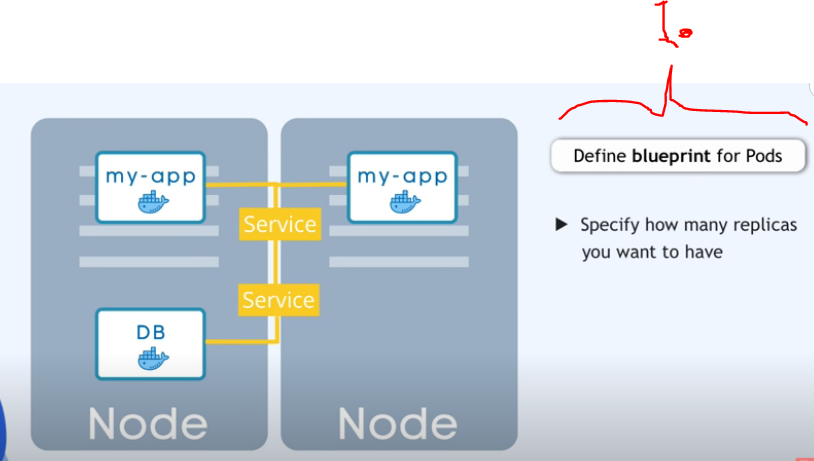 I.
my-app
my-app
Service
Service
DB
Node
Node
Define blueprint for Pods
Specify how many replicas
you want to have